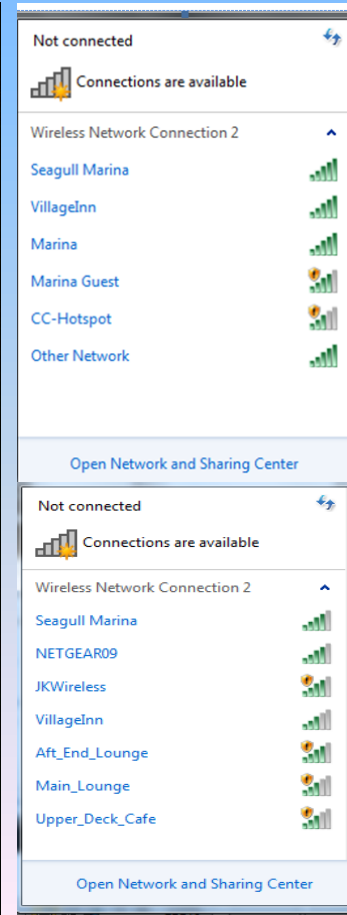 Not connected
Connections are available
Wireless Network Connection 2
Seagull Marina
VillageInn
Marina
Marina Guest
CC-Hotspot
Other Network
Open Network and Sharing Center
Not connected
Connections are available
Wireless Network Connection 2
Seagull Marina
NETGEAR09
JKWireless
VillageInn
Aft_End_Lounge
Main_Lounge
Upper_Deck_Cafe
Open Network and Sharing Center